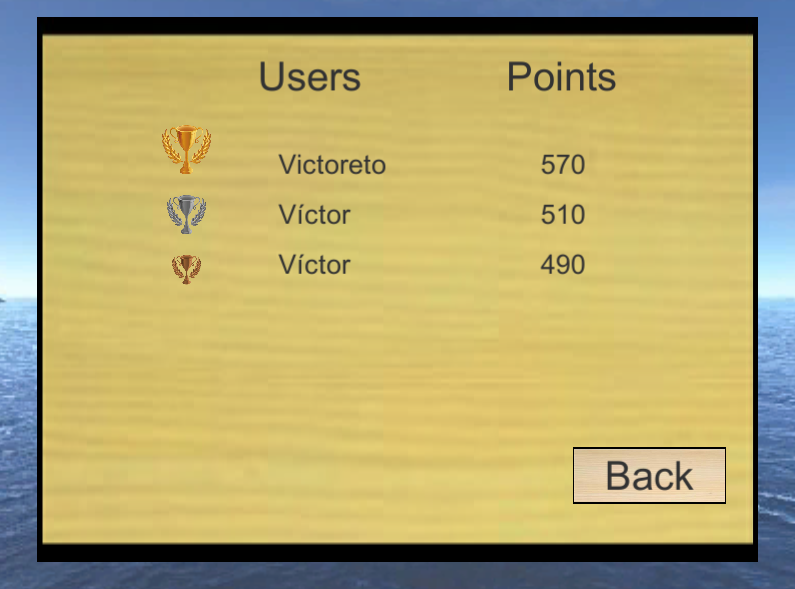 Users Points
Victoreto 570
Víctor 510
Víctor 490
Back